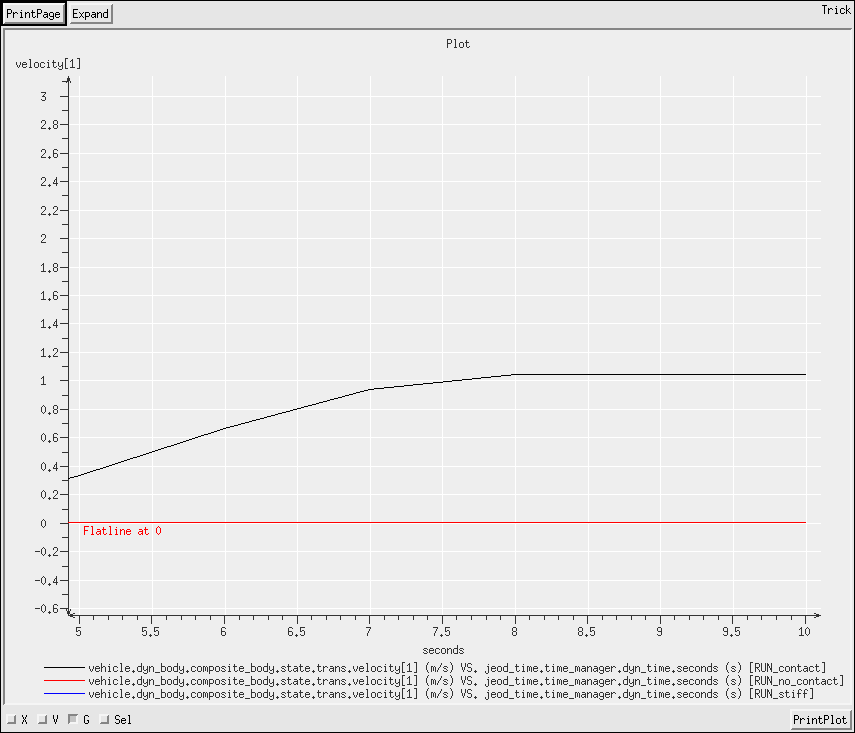 PrintPage Expand Trick
Plot
velocity[1]
3
2.8
2.6
2.4
2.2
2
1.8
1.6
1.4
1.2
1
0.8
0.6
0.4
0.2
0
Flatline at 0
-0.2
-0.4
-0.6
5 5.5 6 6.5 7 7.5 8 8.5 9 9.5 10
seconds
vehicle.dyn_body.composite_body.state.trans.velocity[1] (m/s) VS. jeod_time.time_manager.dyn_time.seconds (s) [RUN_contact]
vehicle.dyn_body.composite_body.state.trans.velocity[1] (m/s) VS. jeod_time.time_manager.dyn_time.seconds (s) [RUN_no_contact]
vehicle.dyn_body.composite_body.state.trans.velocity[1] (m/s) VS. jeod_time.time_manager.dyn_time.seconds (s) [RUN_stiff]
X V G Sel PrintPlot